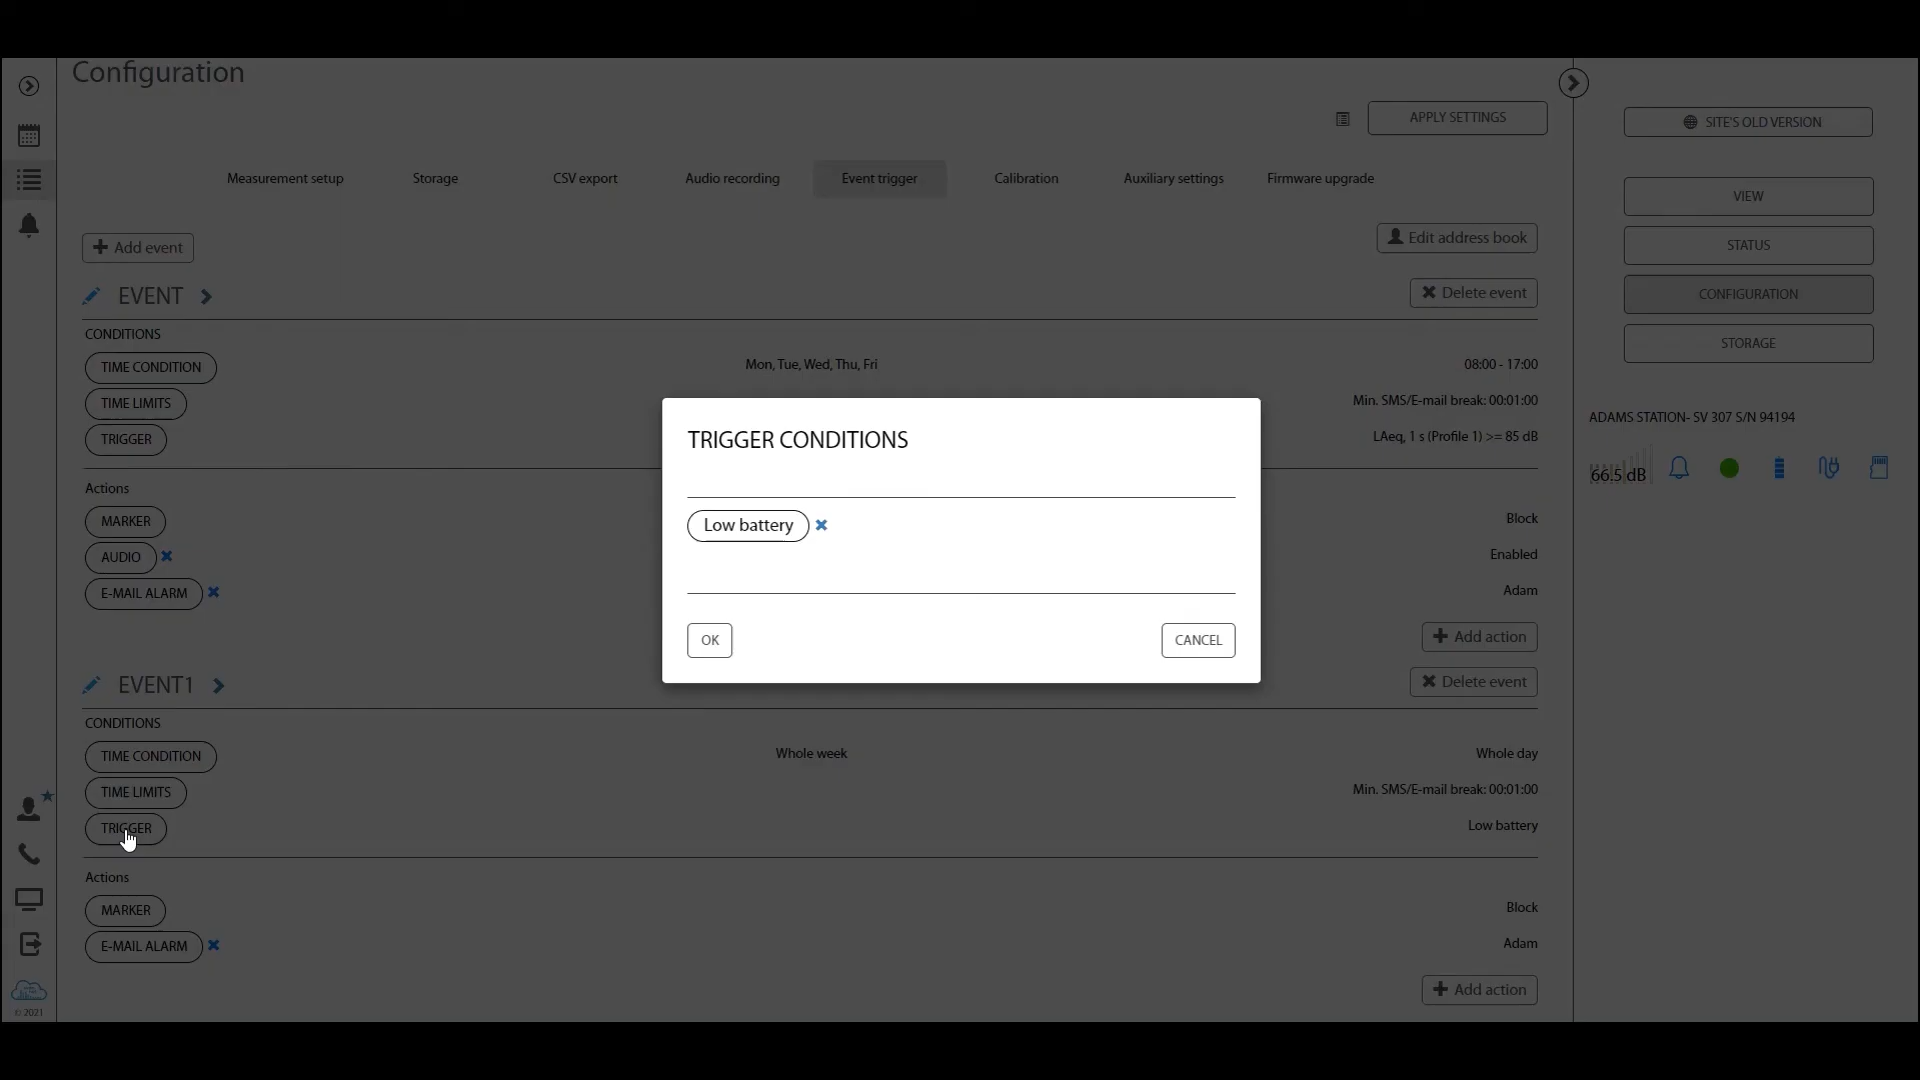 Configuration
APPLY SETTINGS
SITE'S OLD VERSION
Measurement setup Storage CSV export Audio recording Event trigger Calibration Auxiliary settings Firmware upgrade
VIEW
Add event
Edit address book
STATUS
EVENT
Delete event
CONFIGURATION
CONDITIONS
STORAGE
TIME CONDITION Mon, Tue, Wed, Thu, Fri 08:00 - 17:00
TIME LIMITS Min. SMS/E-mail break: 00:01:00
ADAMS STATION- SV 307 S/N 94194
TRIGGER LAeq, 1 s (Profile 1) >= 85 dB
66.5 dB
TRIGGER CONDITIONS
Low battery
OK CANCEL
Actions
MARKER Block
AUDIO Enabled
E-MAIL ALARM Adam
Add action
EVENT1
Delete event
CONDITIONS
TIME CONDITION Whole week Whole day
TIME LIMITS Min. SMS/E-mail break: 00:01:00
TRIGGER Low battery
Actions
MARKER Block
E-MAIL ALARM Adam
Add action
© 2021